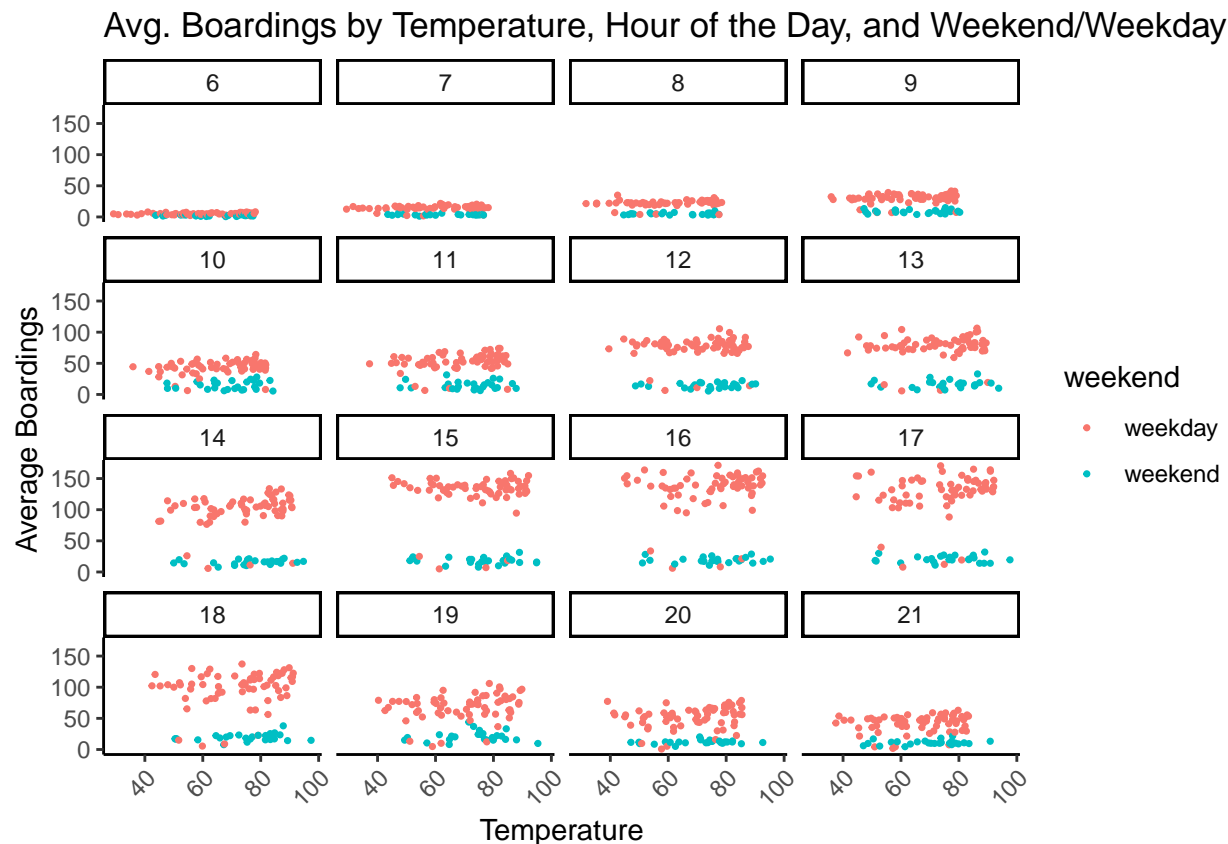 Avg. Boardings by Temperature, Hour of the Day, and Weekend/Weekday
6 7 8 9
150
100
50
0
10 11 12 13
150
100
50
0
14 15 16 17
150
100
50
0
18 19 20 21
150
100
50
0
40 60 80 100 40 60 80 100 40 60 80 100 40 60 80 100
Temperature
Average Boardings
weekend
weekday
weekend